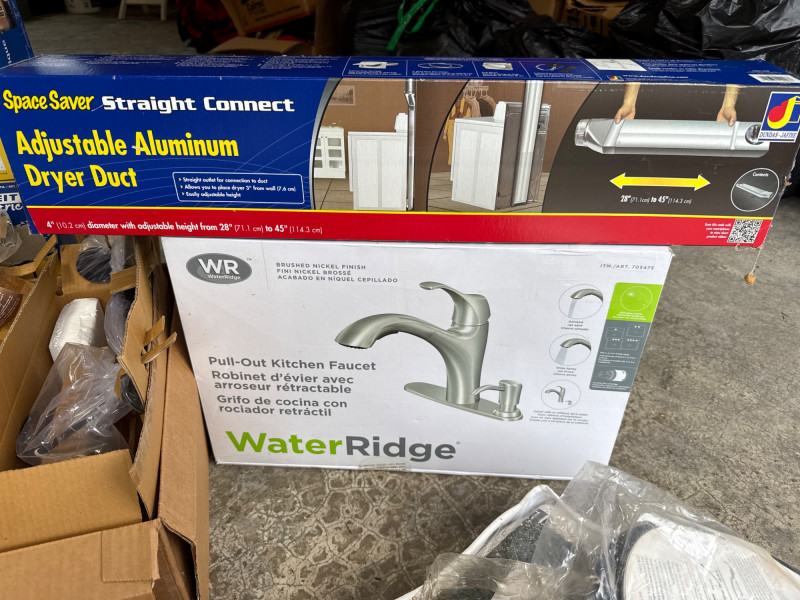 Space Saver Straight Connect
Adjustable Aluminum
Dryer Duct
• Straight outlet for connection to duct
• Allows you to place dryer 3" from wall (7.6 cm)
• Easily adjustable height
28" (71.1cm) to 45" (114.3 cm)
DUNDAS-JAFINE
Contents
4" (10.2 cm) diameter with adjustable height from 28" (71.1 cm) to 45" (114.3 cm)
WR
WaterRidge
BRUSHED NICKEL FINISH
FINI NICKEL BROSSÉ
ACABADO EN NÍQUEL CEPILLADO
ITM./ART. 705475
Pull-Out Kitchen Faucet
Robinet d'évier avec
arroseur rétractable
Grifo de cocina con
rociador retráctil
WaterRidge